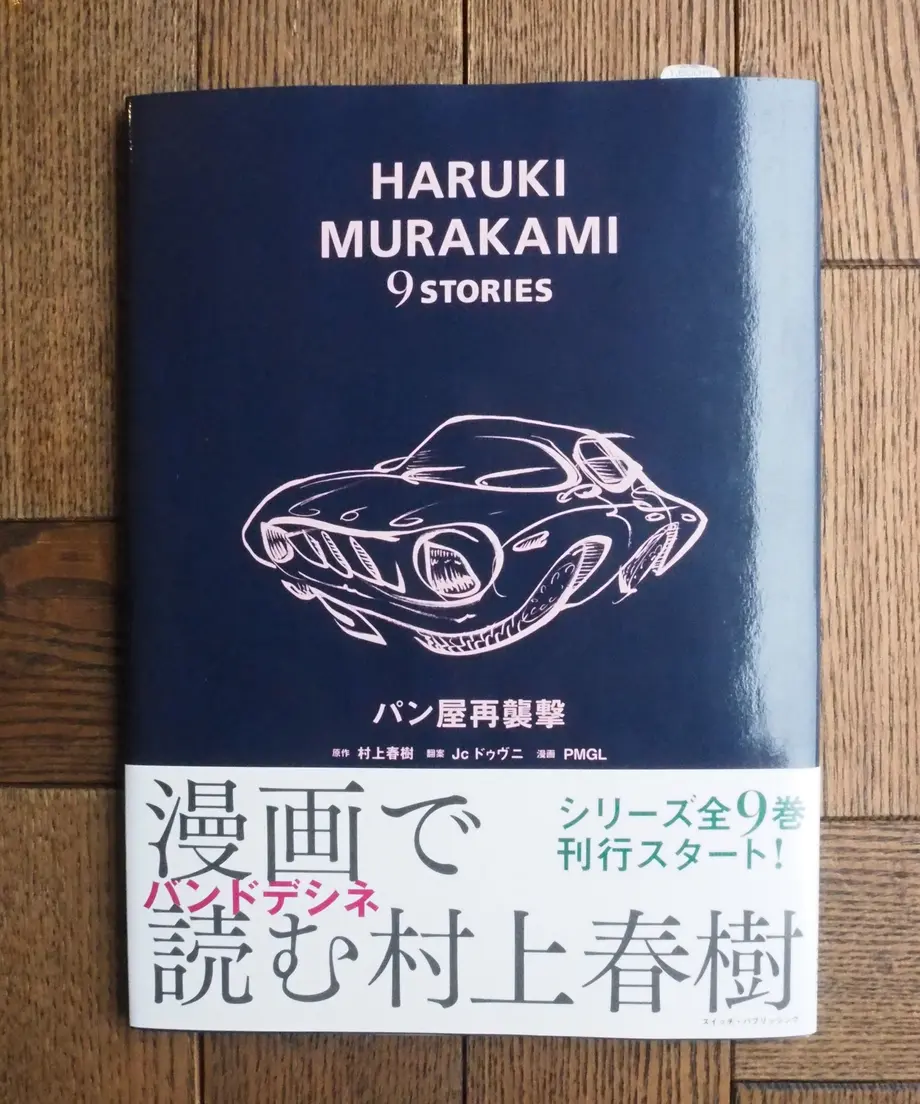 HARUKI
MURAKAMI
9 STORIES
666
パン屋再襲撃
原作 村上春樹 翻案 Jc ドゥヴニ 漫画 PMGL
漫画で
バンドデシネ
読む村上春樹
シリーズ全9巻
刊行スタート!
スイッチ・パブリッシング